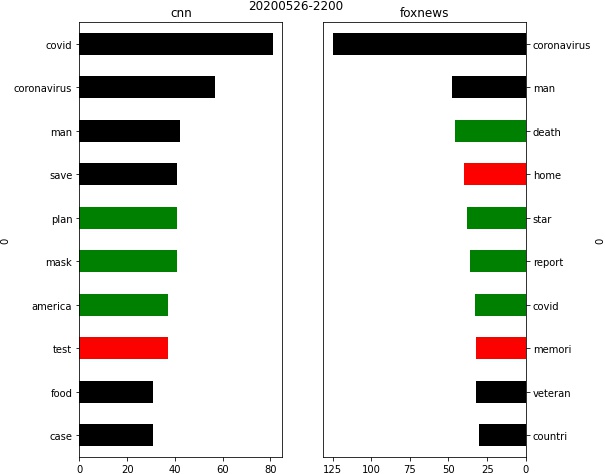 20200526-2200
cnn
foxnews
covid
coronavirus
man
save
plan
mask
america
test
food
case
0
0 20 40 60 80
coronavirus
man
death
home
star
report
covid
memori
veteran
countri
0
125 100 75 50 25 0